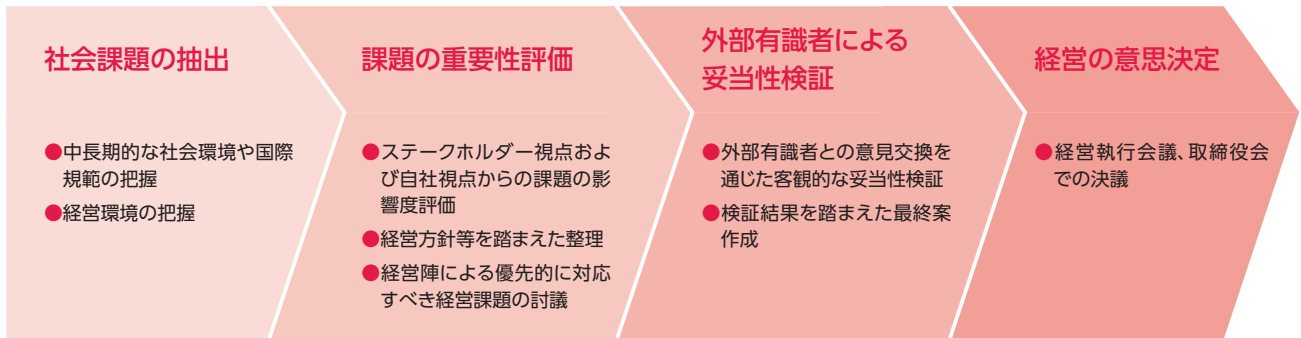 社会課題の抽出
●中長期的な社会環境や国際
規範の把握
●経営環境の把握
課題の重要性評価
●ステークホルダー視点およ
び自社視点からの課題の影
響度評価
●経営方針等を踏まえた整理
●経営陣による優先的に対応
すべき経営課題の討議
外部有識者による
妥当性検証
●外部有識者との意見交換を
通じた客観的な妥当性検証
●検証結果を踏まえた最終案
作成
経営の意思決定
●経営執行会議、取締役会
での決議